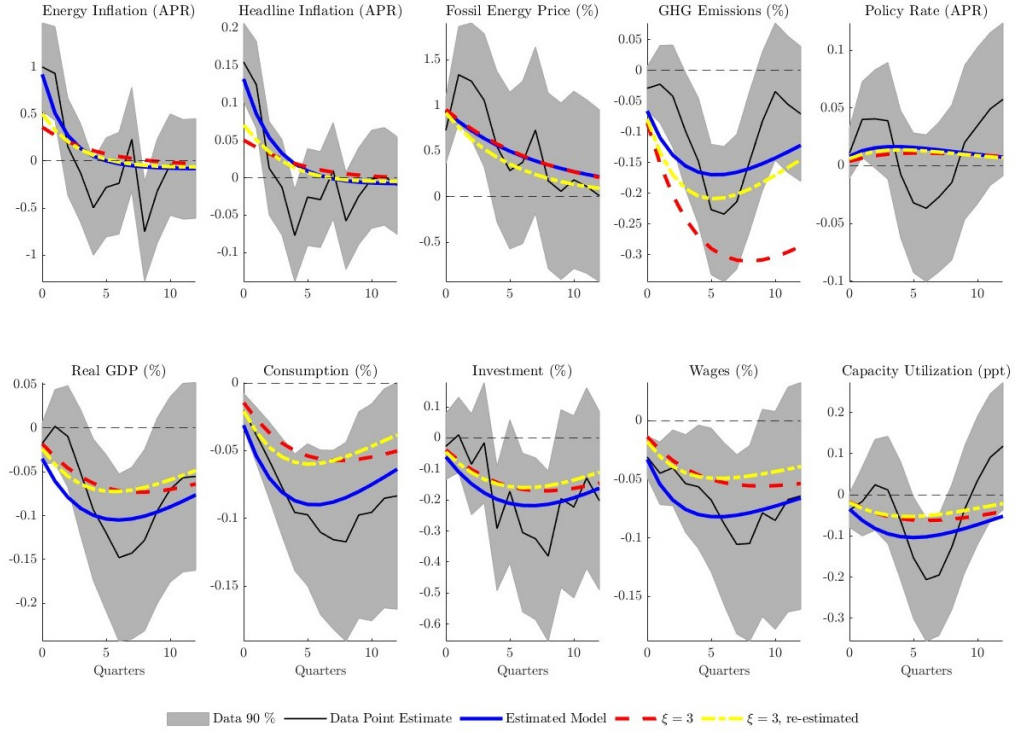 Energy Inflation (APR)
Headline Inflation (APR)
Fossil Energy Price (%)
GHG Emissions (%)
Policy Rate (APR)
1
0.5
0
-0.5
-1
0 5 10
0.2
0.15
0.1
0.05
0
-0.05
-0.1
0 5 10
1.5
1
0.5
0
-0.5
0 5 10
0.05
0
-0.05
-0.1
-0.15
-0.2
-0.25
-0.3
0 5 10
0.1
0.05
0
-0.05
-0.1
0 5 10
Real GDP (%)
Consumption (%)
Investment (%)
Wages (%)
Capacity Utilization (ppt)
0.05
0
-0.05
-0.1
-0.15
-0.2
0 5 10
Quarters
0
-0.05
-0.1
-0.15
0 5 10
Quarters
0.1
0
-0.1
-0.2
-0.3
-0.4
-0.5
-0.6
0 5 10
Quarters
0
-0.05
-0.1
-0.15
0 5 10
Quarters
0.2
0.1
0
-0.1
-0.2
-0.3
0 5 10
Quarters
Data 90 % Data Point Estimate Estimated Model ξ = 3 ξ = 3, re-estimated